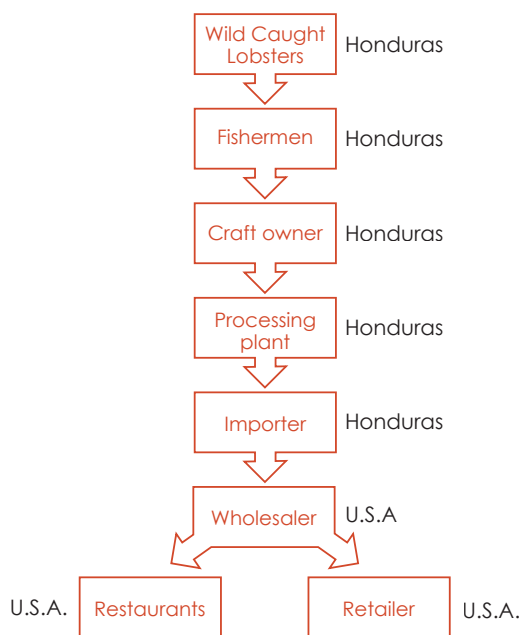 Wild Caught
Lobsters
Honduras
Fishermen
Honduras
Craft owner
Honduras
Processing
plant
Honduras
Importer
Honduras
Wholesaler
U.S.A
U.S.A.
Restaurants
Retailer
U.S.A.